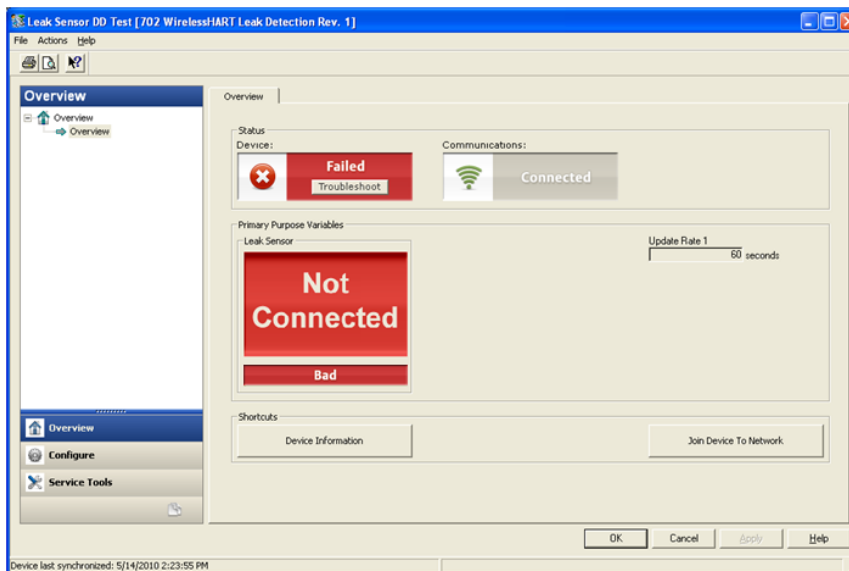 Leak Sensor DD Test [702 WirelessHART Leak Detection Rev. 1]
File Actions Help
Overview
Overview
Overview
Overview
Status
Device:
Failed
Troubleshoot
Communications:
Connected
Primary Purpose Variables
Leak Sensor
Not
Connected
Bad
Update Rate 1
60 seconds
Shortcuts
Device Information
Join Device To Network
Overview
Configure
Service Tools
OK
Cancel
Apply
Help
Device last synchronized: 5/14/2010 2:23:55 PM